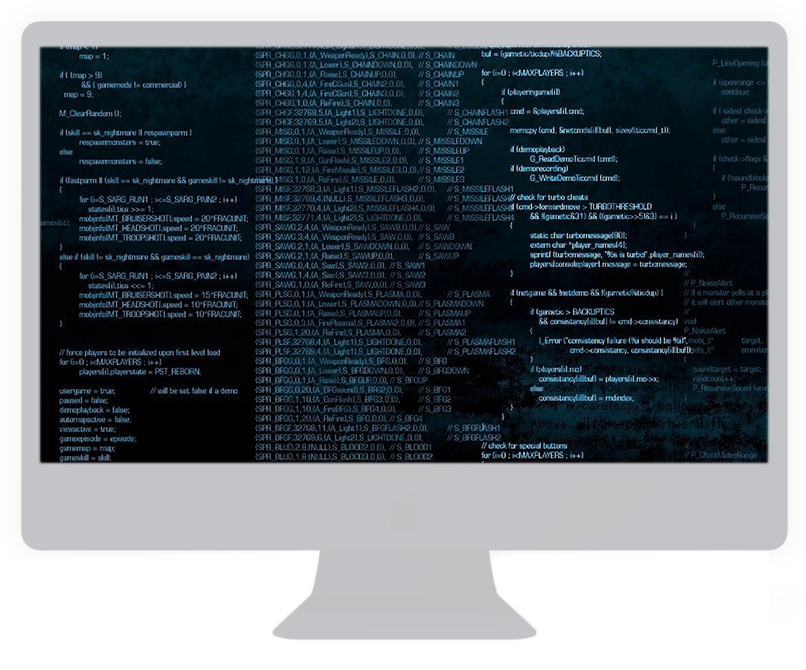 map = 1;
if ( (map > 9)
&& ( gamemode != commercial) )
map = 9;
M_ClearRandom ();
if (skill == sk_nightmare || respawnparm )
respawnmonsters = true;
else
respawnmonsters = false;
if (fastparm || (skill == sk_nightmare && gameskill != sk_nightmare) )
{
for (i=S_SARG_RUN1 ; i<=S_SARG_PAIN2 ; i++)
states[i].tics >>= 1;
mobjinfo[MT_BRUISERSHOT].speed = 20*FRACUNIT;
mobjinfo[MT_HEADSHOT].speed = 20*FRACUNIT;
mobjinfo[MT_TROOPSHOT].speed = 20*FRACUNIT;
}
else if (skill != sk_nightmare && gameskill == sk_nightmare)
{
for (i=S_SARG_RUN1 ; i<=S_SARG_PAIN2 ; i++)
states[i].tics <<= 1;
mobjinfo[MT_BRUISERSHOT].speed = 15*FRACUNIT;
mobjinfo[MT_HEADSHOT].speed = 10*FRACUNIT;
mobjinfo[MT_TROOPSHOT].speed = 10*FRACUNIT;
}
// force players to be initialized upon first level load
for (i=0 ; i<MAXPLAYERS ; i++)
players[i].playerstate = PST_REBORN;
usergame = true; // will be set false if a demo
paused = false;
demoplayback = false;
automapactive = false;
viewactive = true;
gameepisode = episode;
gamemap = map;
gameskill = skill;
{SPR_CHGG,0,1,{A_Lower},S_CHAINDOWN,0,0}, // S_CHAINDOWN
{SPR_CHGG,0,1,{A_Raise},S_CHAINUP,0,0}, // S_CHAINUP
{SPR_CHGG,0,4,{A_FireCGun},S_CHAIN2,0,0}, // S_CHAIN1
{SPR_CHGG,1,4,{A_FireCGun},S_CHAIN3,0,0}, // S_CHAIN2
{SPR_CHGG,1,0,{A_ReFire},S_CHAIN,0,0}, // S_CHAIN3
{SPR_CHGF,32768,5,{A_Light1},S_LIGHTDONE,0,0}, // S_CHAINFLASH1
{SPR_CHGF,32769,5,{A_Light2},S_LIGHTDONE,0,0}, // S_CHAINFLASH2
{SPR_MISG,0,1,{A_WeaponReady},S_MISSILE,0,0}, // S_MISSILE
{SPR_MISG,0,1,{A_Lower},S_MISSILEDOWN,0,0}, // S_MISSILEDOWN
{SPR_MISG,0,1,{A_Raise},S_MISSILEUP,0,0}, // S_MISSILEUP
{SPR_MISG,1,8,{A_GunFlash},S_MISSILE2,0,0}, // S_MISSILE1
{SPR_MISG,1,12,{A_FireMissile},S_MISSILE3,0,0}, // S_MISSILE2
{SPR_MISG,1,0,{A_ReFire},S_MISSILE,0,0}, // S_MISSILE3
{SPR_MISF,32768,3,{A_Light1},S_MISSILEFLASH2,0,0}, // S_MISSILEFLASH1
{SPR_MISF,32769,4,{NULL},S_MISSILEFLASH3,0,0}, // S_MISSILEFLASH2
{SPR_MISF,32770,4,{A_Light2},S_MISSILEFLASH4,0,0}, // S_MISSILEFLASH3
{SPR_MISF,32771,4,{A_Light2},S_LIGHTDONE,0,0}, // S_MISSILEFLASH4
{SPR_SAWG,2,4,{A_WeaponReady},S_SAWB,0,0}, // S_SAW
{SPR_SAWG,3,4,{A_WeaponReady},S_SAW,0,0}, // S_SAWB
{SPR_SAWG,2,1,{A_Lower},S_SAWDOWN,0,0}, // S_SAWDOWN
{SPR_SAWG,2,1,{A_Raise},S_SAWUP,0,0}, // S_SAWUP
{SPR_SAWG,0,4,{A_Saw},S_SAW2,0,0}, // S_SAW1
{SPR_SAWG,1,4,{A_Saw},S_SAW3,0,0}, // S_SAW2
{SPR_SAWG,1,0,{A_ReFire},S_SAW,0,0}, // S_SAW3
{SPR_PLSG,0,1,{A_WeaponReady},S_PLASMA,0,0}, // S_PLASMA
{SPR_PLSG,0,1,{A_Lower},S_PLASMADOWN,0,0}, // S_PLASMADOWN
{SPR_PLSG,0,1,{A_Raise},S_PLASMAUP,0,0}, // S_PLASMAUP
{SPR_PLSG,0,3,{A_FirePlasma},S_PLASMA2,0,0}, // S_PLASMA1
{SPR_PLSG,1,20,{A_ReFire},S_PLASMA,0,0}, // S_PLASMA2
{SPR_PLSF,32768,4,{A_Light1},S_LIGHTDONE,0,0}, // S_PLASMAFLASH1
{SPR_PLSF,32769,4,{A_Light1},S_LIGHTDONE,0,0}, // S_PLASMAFLASH2
{SPR_BFGG,0,1,{A_WeaponReady},S_BFG,0,0}, // S_BFG
{SPR_BFGG,0,1,{A_Lower},S_BFGDOWN,0,0}, // S_BFGDOWN
{SPR_BFGG,0,1,{A_Raise},S_BFGUP,0,0}, // S_BFGUP
{SPR_BFGG,0,20,{A_BFGsound},S_BFG2,0,0}, // S_BFG1
{SPR_BFGG,1,10,{A_GunFlash},S_BFG3,0,0}, // S_BFG2
{SPR_BFGG,1,10,{A_FireBFG},S_BFG4,0,0}, // S_BFG3
{SPR_BFGG,1,20,{A_ReFire},S_BFG,0,0}, // S_BFG4
{SPR_BFGF,32768,11,{A_Light1},S_BFGFLASH2,0,0}, // S_BFGFLASH1
{SPR_BFGF,32769,6,{A_Light2},S_LIGHTDONE,0,0}, // S_BFGFLASH2
{SPR_BLUD,2,8,{NULL},S_BLOOD2,0,0}, // S_BLOOD1
{SPR_BLUD,1,8,{NULL},S_BLOOD3,0,0}, // S_BLOOD2
buf = (gametic/ticdup)%BACKUPTICS;
for (i=0 ; i<MAXPLAYERS ; i++)
{
if (playeringame[i])
{
cmd = &players[i].cmd;
memcpy (cmd, &netcmds[i][buf], sizeof(ticcmd_t));
if (demoplayback)
G_ReadDemoTiccmd (cmd);
if (demorecording)
G_WriteDemoTiccmd (cmd);
// check for turbo cheats
if (cmd->forwardmove > TURBOTHRESHOLD
&& !(gametic&31) && ((gametic>>5)&3) == i )
{
static char turbomessage[80];
extern char *player_names[4];
sprintf (turbomessage, "%s is turbo!",player_names[i]);
players[consoleplayer].message = turbomessage;
}
if (netgame && !netdemo && !(gametic%ticdup) )
{
if (gametic > BACKUPTICS
&& consistancy[i][buf] != cmd->consistancy)
{
I_Error ("consistency failure (%i should be %i)",
cmd->consistancy, consistancy[i][buf]);
}
if (players[i].mo)
consistancy[i][buf] = players[i].mo->x;
else
consistancy[i][buf] = rndindex;
}
// check for special buttons
for (i=0 ; i<MAXPLAYERS ; i++)
P_LineOpening
if (openrange <=
continue;
else
else
}
// P_NoiseAlert
// If a monster yells at a
// it will alert other
void
P_NoiseAlert
soundtarget = target;
validcount++;
P_RecursiveSound
// P_CheckMeleeRange